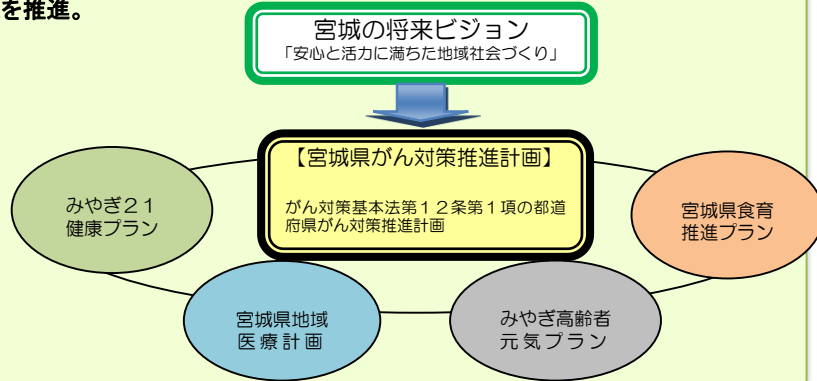 を推進。
宮城の将来ビジョン
「安心と活力に満ちた地域社会づくり」
【宮城県がん対策推進計画】
がん対策基本法第１２条第１項の都道
府県がん対策推進計画
みやぎ２１
健康プラン
宮城県食育
推進プラン
宮城県地域
医療計画
みやぎ高齢者
元気プラン